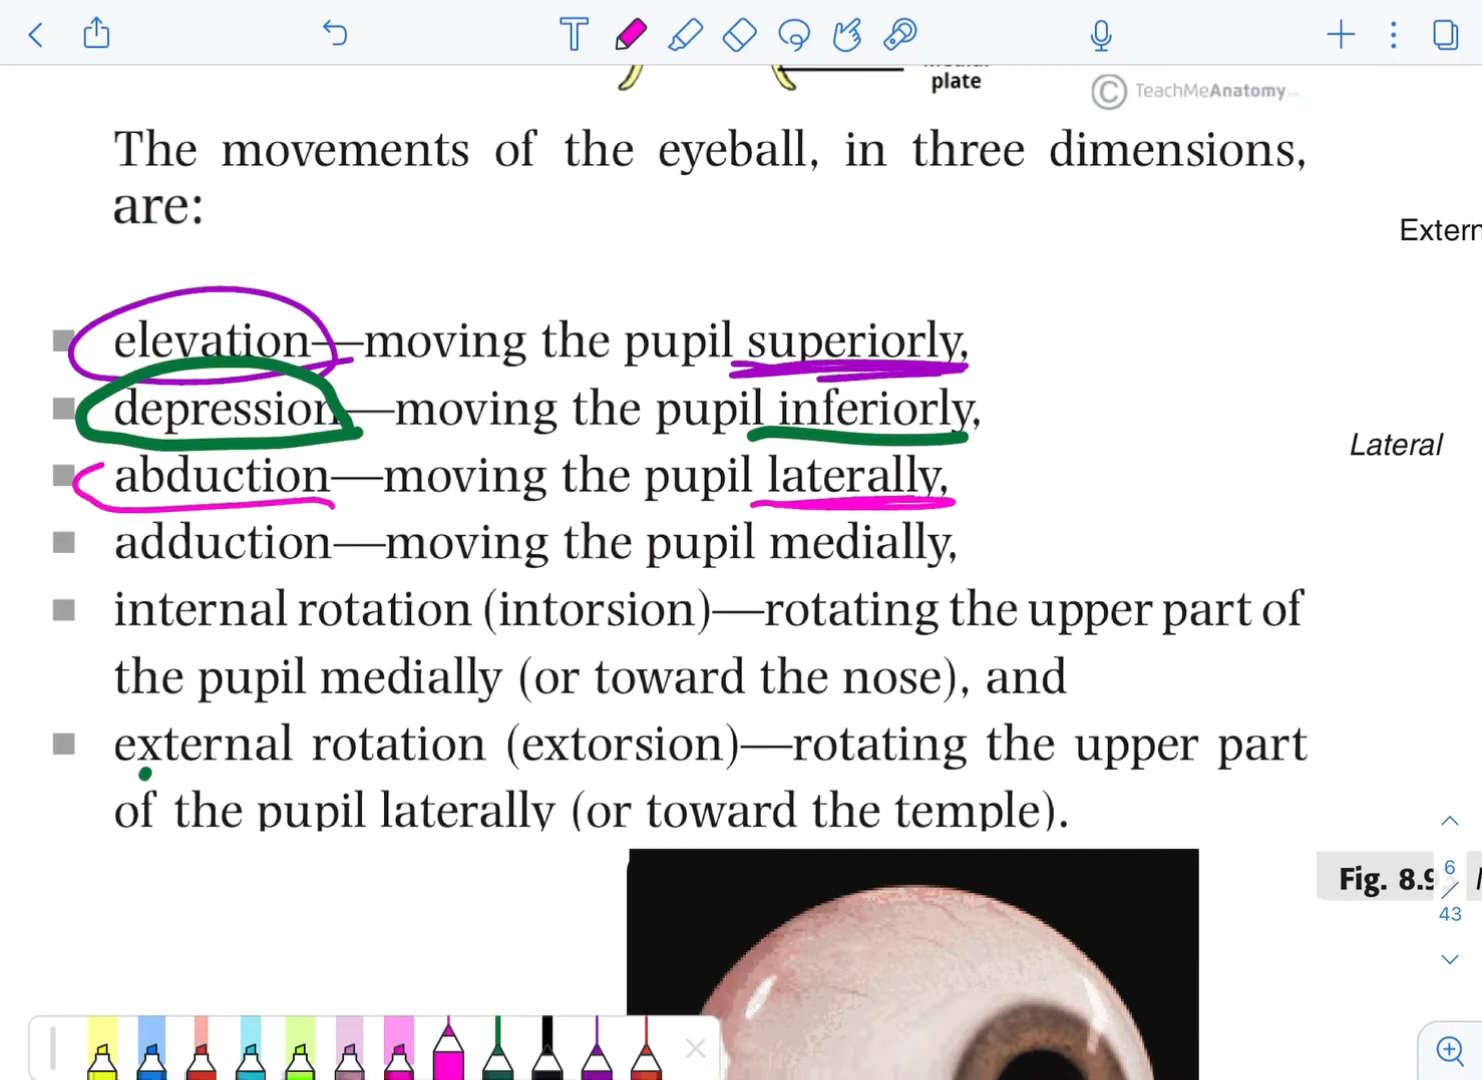 plate
© TeachMeAnatomy
The movements of the eyeball, in three dimensions,
are:
Extern
elevation—moving the pupil superiorly,
depression—moving the pupil inferiorly,
Lateral
abduction—moving the pupil laterally,
adduction—moving the pupil medially,
internal rotation (intorsion)—rotating the upper part of
the pupil medially (or toward the nose), and
external rotation (extorsion)—rotating the upper part
of the pupil laterally (or toward the temple).
Fig. 8.9
6
/
43